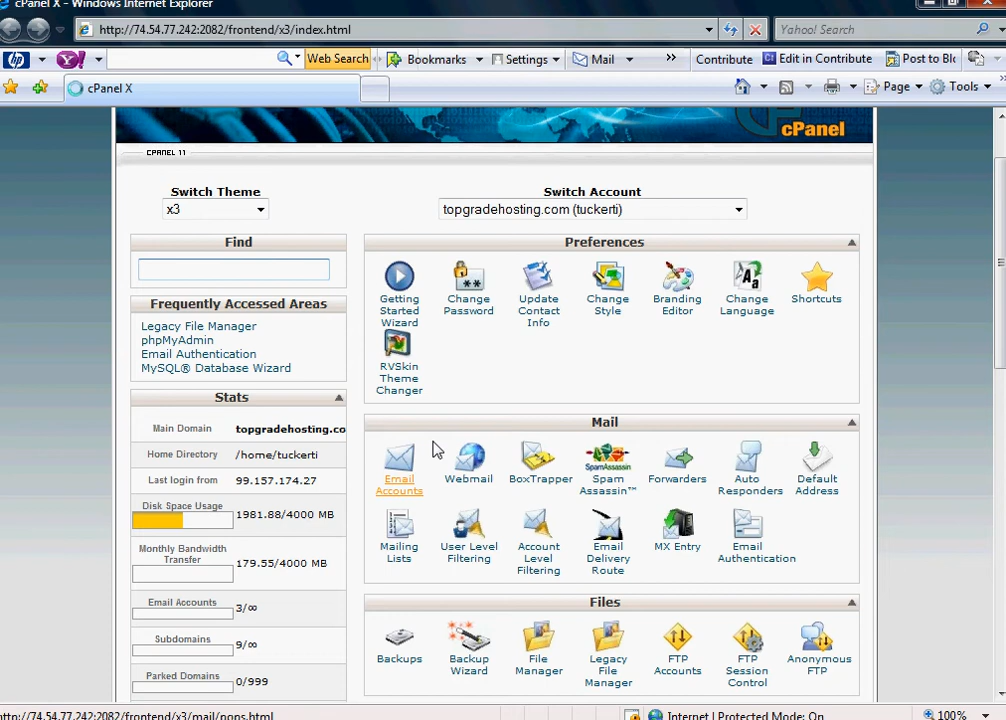 cPanel X - Windows Internet Explorer
http://74.54.77.242:2082/frontend/x3/index.html
Yahoo! Search
hp
Y!
Web Search
Bookmarks
Settings
Mail
»
Contribute
Edit in Contribute
Post to Blo
cPanel X
Page
Tools
cPanel
CPANEL 11
Switch Theme
Switch Account
x3
topgradehosting.com (tuckerti)
Find
Frequently Accessed Areas
Legacy File Manager
phpMyAdmin
Email Authentication
MySQL® Database Wizard
Stats
Main Domain topgradehosting.co
Home Directory /home/tuckerti
Last login from 99.157.174.27
Disk Space Usage
1981.88/4000 MB
Monthly Bandwidth
Transfer
179.55/4000 MB
Email Accounts
3/∞
Subdomains
9/∞
Parked Domains
0/999
Preferences
Getting
Started
Wizard
Change
Password
Update
Contact
Info
Change
Style
Branding
Editor
Change
Language
Shortcuts
RVSkin
Theme
Changer
Mail
Email
Accounts
Webmail
BoxTrapper
SpamAssassin
Spam
Assassin™
Forwarders
Auto
Responders
Default
Address
Mailing
Lists
User Level
Filtering
Account
Level
Filtering
Email
Delivery
Route
MX Entry
Email
Authentication
Files
Backups
Backup
Wizard
File
Manager
Legacy
File
Manager
FTP
Accounts
FTP
Session
Control
Anonymous
FTP
http://74.54.77.242:2082/frontend/x3/mail/pops.html
Internet | Protected Mode: On
100%